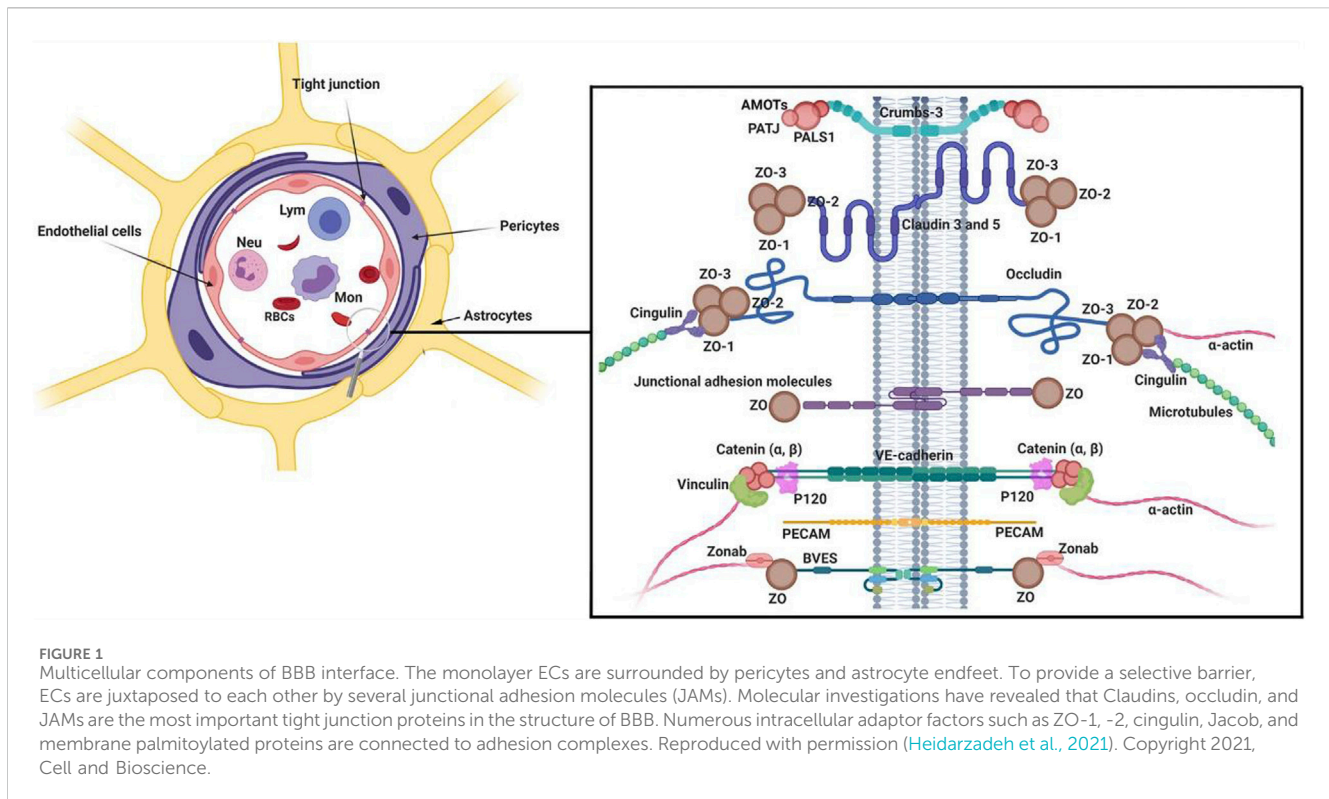 Tight junction
Lym
Neu
Endothelial cells
Pericytes
Mon
RBCs
Astrocytes
AMOTs
Crumbs-3
PATJ
PALS1
ZO-3
ZO-2
ZO-1
Claudin 3 and 5
ZO-3
ZO-2
ZO-1
ZO-3
ZO-2
Cingulin
ZO-1
Occludin
ZO-3
ZO-2
ZO-1
α-actin
Cingulin
Microtubules
Junctional adhesion molecules
ZO
ZO
Catenin (α, β)
VE-cadherin
Catenin (α, β)
Vinculin
P120
P120
α-actin
PECAM
PECAM
Zonab
BVES
Zonab
ZO
ZO
FIGURE 1
Multicellular components of BBB interface. The monolayer ECs are surrounded by pericytes and astrocyte endfeet. To provide a selective barrier,
ECs are juxtaposed to each other by several junctional adhesion molecules (JAMs). Molecular investigations have revealed that Claudins, occludin, and
JAMs are the most important tight junction proteins in the structure of BBB. Numerous intracellular adaptor factors such as ZO-1, -2, cingulin, Jacob, and
membrane palmitoylated proteins are connected to adhesion complexes. Reproduced with permission (Heidarzadeh et al., 2021). Copyright 2021,
Cell and Bioscience.